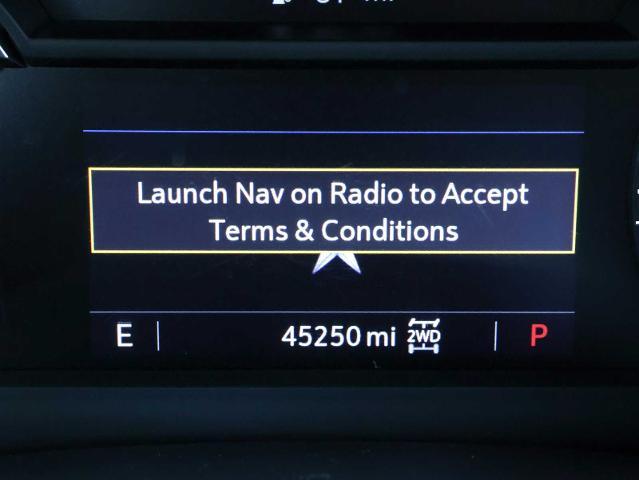 Launch Nav on Radio to Accept
Terms & Conditions
E 45250 mi 2WD P